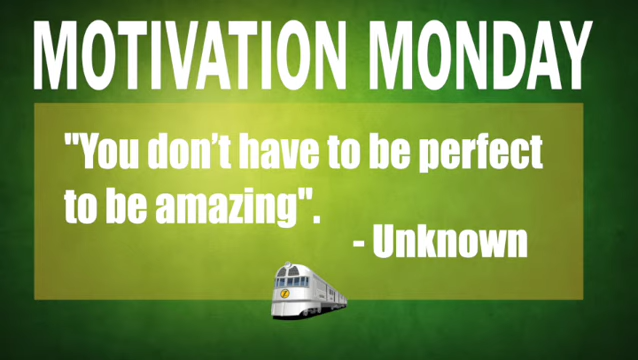 MOTIVATION MONDAY
"You don’t have to be perfect
to be amazing".
- Unknown